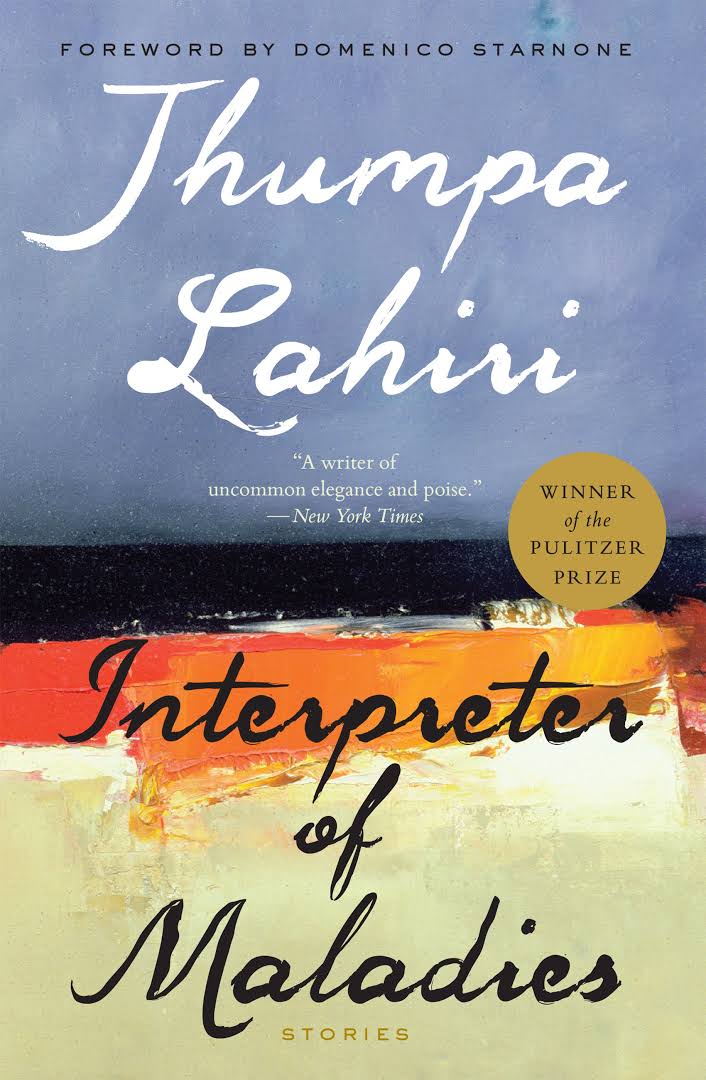 FOREWORD BY DOMENICO STARNONE
Jhumpa
Lahiri
“A writer of
uncommon elegance and poise.”
—New York Times
WINNER
of the
PULITZER
PRIZE
Interpreter
of
Maladies
STORIES